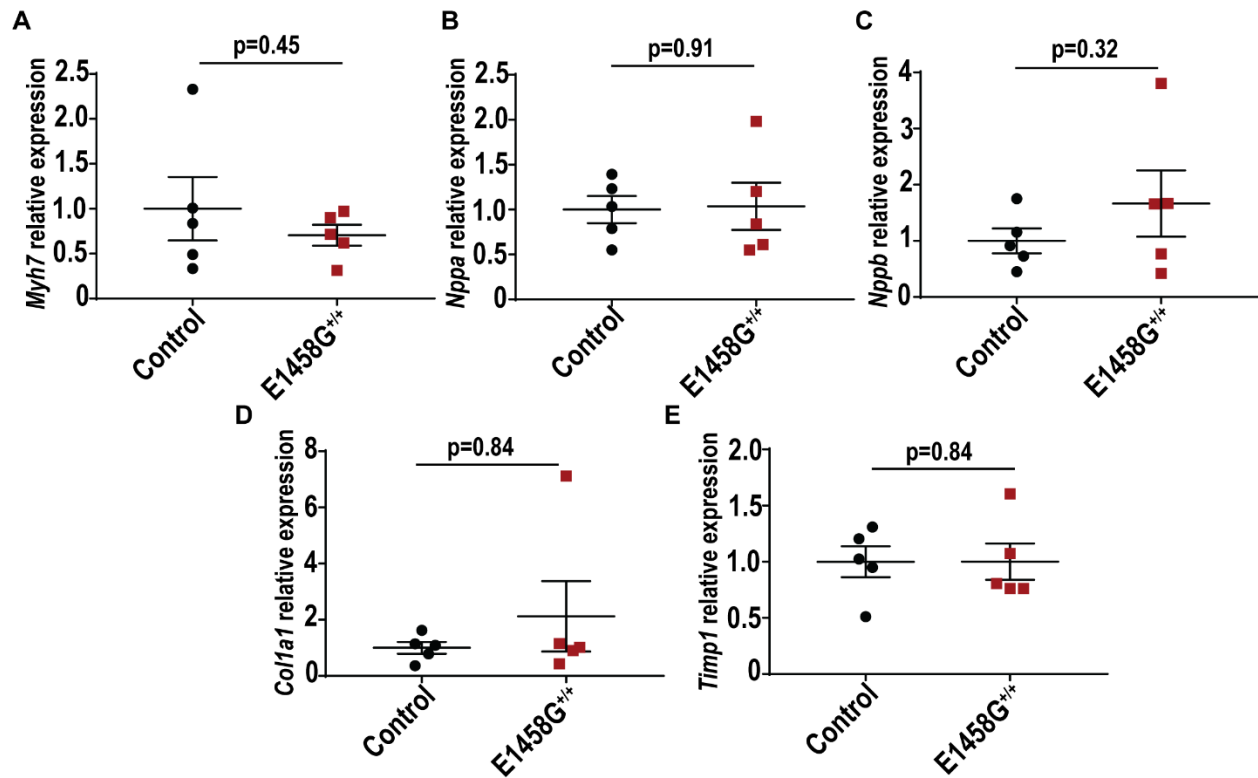 A
p=0.45
Myh7 relative expression
2.5
2.0
1.5
1.0
0.5
0
Control
E1458G+/+
B
p=0.91
Nppa relative expression
2.5
2.0
1.5
1.0
0.5
0
Control
E1458G+/+
C
p=0.32
Nppb relative expression
4
3
2
1
0
Control
E1458G+/+
D
p=0.84
Col1a1 relative expression
8
6
4
2
0
Control
E1458G+/+
E
p=0.84
Timp1 relative expression
2.0
1.5
1.0
0.5
0
Control
E1458G+/+